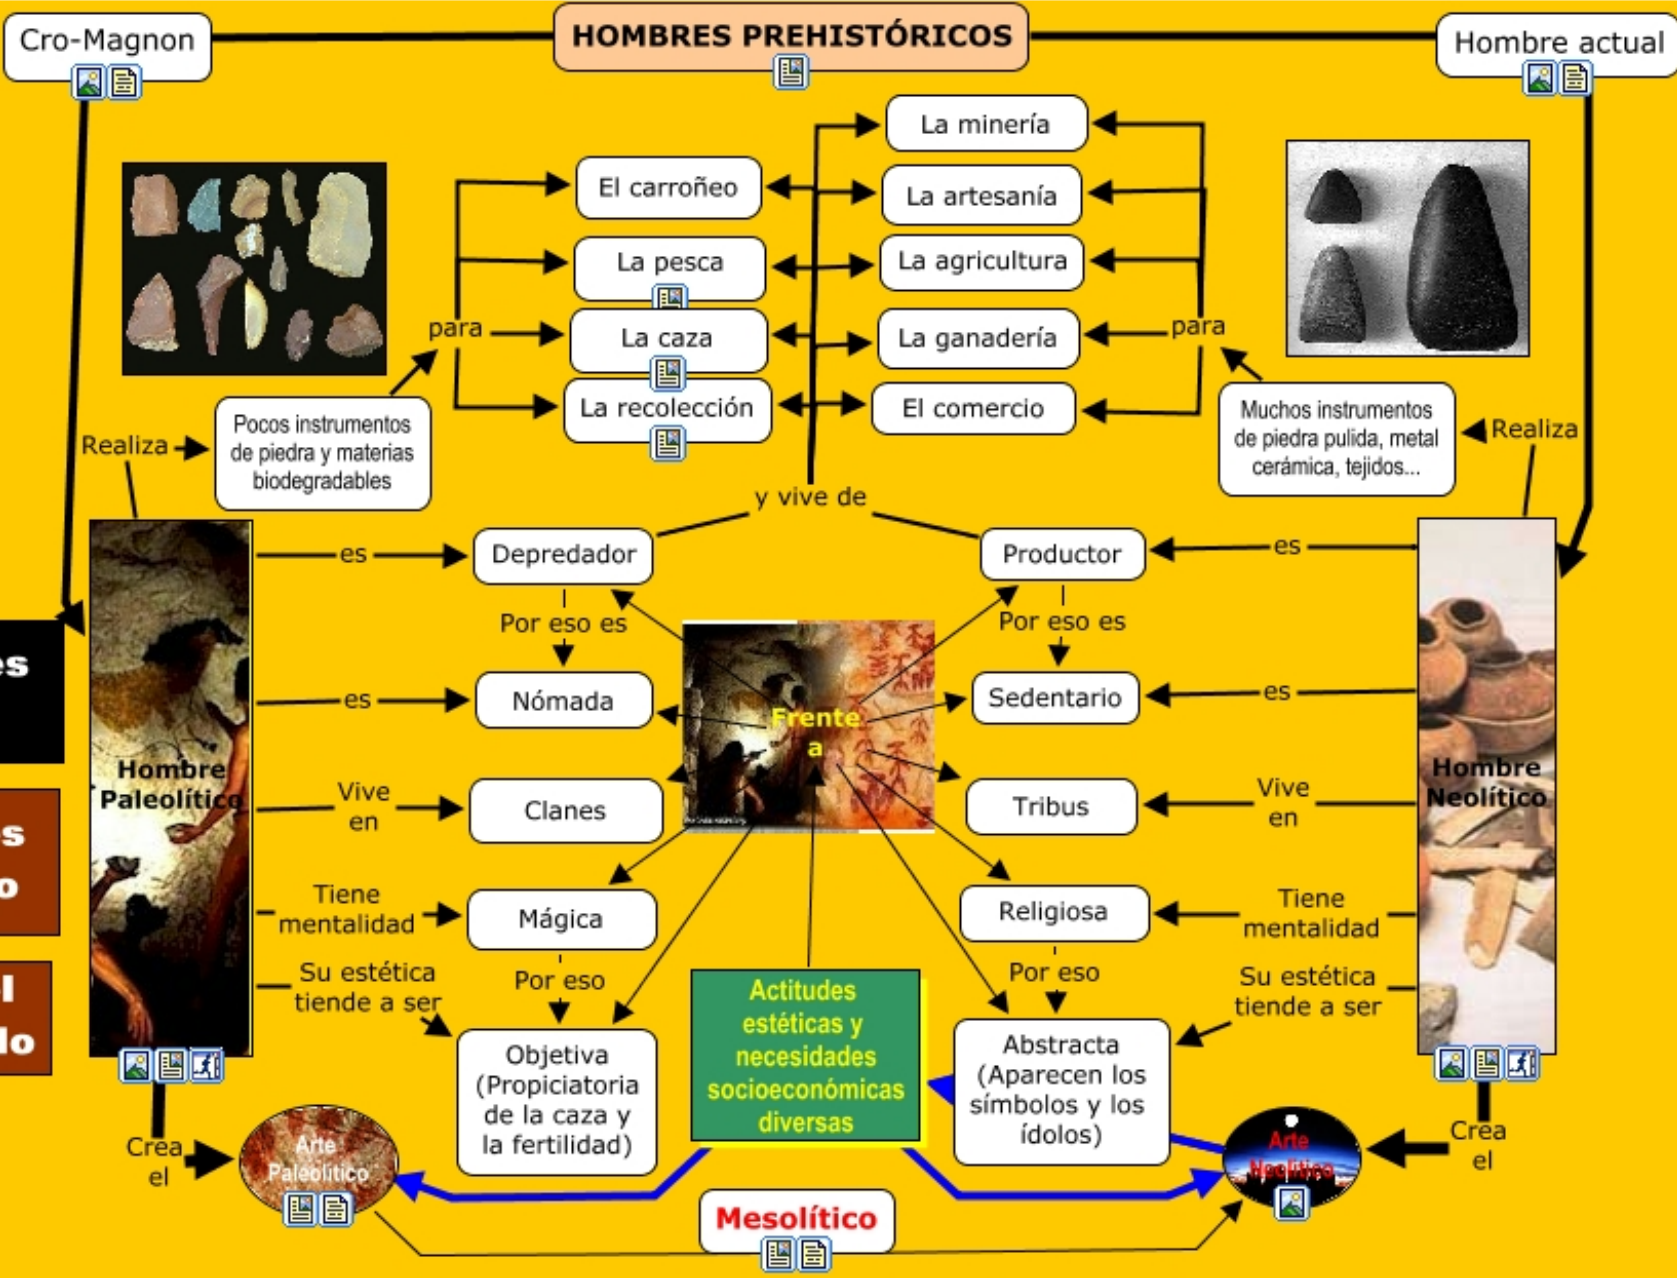 Cro-Magnon
HOMBRES PREHISTÓRICOS
Hombre actual
La minería
El carroñeo
La artesanía
La pesca
La agricultura
para
La caza
La ganadería
para
La recolección
El comercio
Pocos instrumentos
de piedra y materias
biodegradables
Muchos instrumentos
de piedra pulida, metal
cerámica, tejidos...
Realiza
Realiza
y vive de
es
Depredador
Productor
es
Por eso es
Por eso es
es
Nómada
Sedentario
es
Frente
a
Hombre
Paleolítico
Hombre
Neolítico
Vive
en
Clanes
Tribus
Vive
en
Tiene
mentalidad
Mágica
Religiosa
Tiene
mentalidad
Por eso
Por eso
Su estética
tiende a ser
Su estética
tiende a ser
Objetiva
(Propiciatoria
de la caza y
la fertilidad)
Actitudes
estéticas y
necesidades
socioeconómicas
diversas
Abstracta
(Aparecen los
símbolos y los
ídolos)
Crea
el
Arte
Paleolítico
Arte
Neolítico
Crea
el
Mesolítico